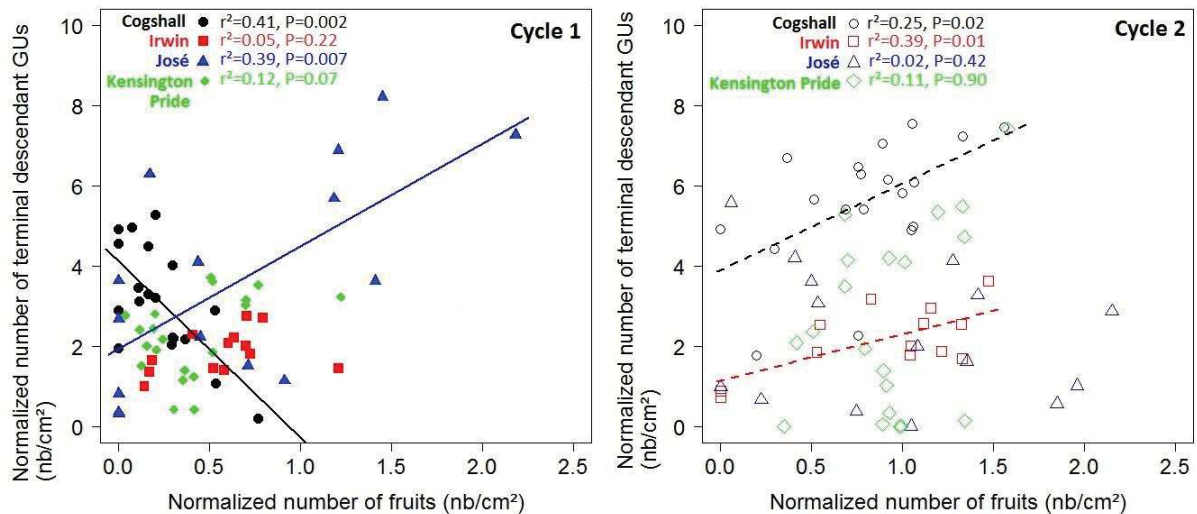 Cycle 1
Cogshall r²=0.41, P=0.002
Irwin r²=0.05, P=0.22
José r²=0.39, P=0.007
Kensington r²=0.12, P=0.07
Pride
Normalized number of terminal descendant GUs
(nb/cm²)
10
8
6
4
2
0
0.0 0.5 1.0 1.5 2.0 2.5
Normalized number of fruits (nb/cm²)
Cycle 2
Cogshall r²=0.25, P=0.02
Irwin r²=0.39, P=0.01
José r²=0.02, P=0.42
Kensington Pride r²=0.11, P=0.90
Normalized number of terminal descendant GUs
(nb/cm²)
10
8
6
4
2
0
0.0 0.5 1.0 1.5 2.0 2.5
Normalized number of fruits (nb/cm²)